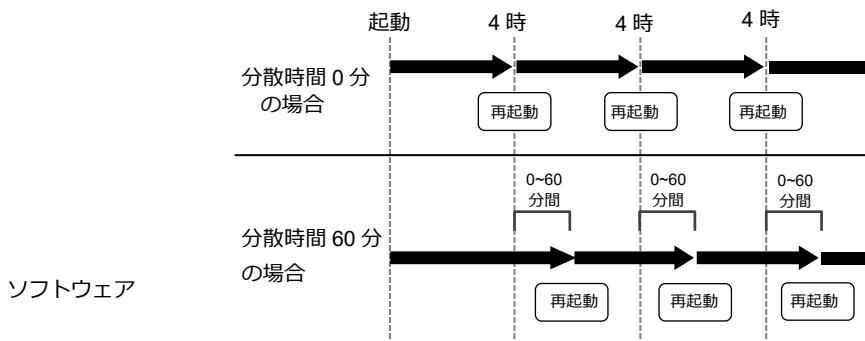 起動 4 時 4 時 4 時
分散時間 0 分
の場合
再起動 再起動 再起動
0~60 0~60 0~60
分間 分間 分間
分散時間 60 分
の場合
ソフトウェア
再起動 再起動 再起動